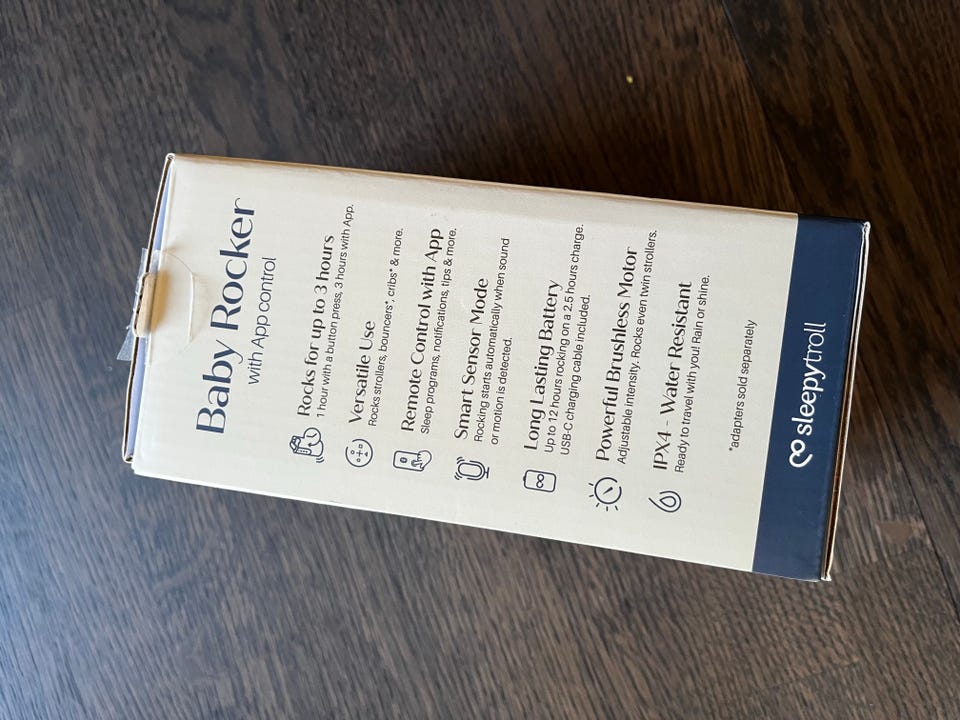 Baby Rocker
with App control
Rocks for up to 3 hours
1 hour with a button press, 3 hours with App.
Versatile Use
Rocks strollers, bouncers*, cribs* & more.
Remote Control with App
Sleep programs, notifications, tips & more.
Smart Sensor Mode
Rocking starts automatically when sound
or motion is detected.
Long Lasting Battery
Up to 12 hours rocking on a 2.5 hours charge.
USB-C charging cable included.
Powerful Brushless Motor
Adjustable intensity. Rocks even twin strollers.
IPX4 - Water Resistant
Ready to travel with you! Rain or shine.
*adapters sold separately
sleepytroll